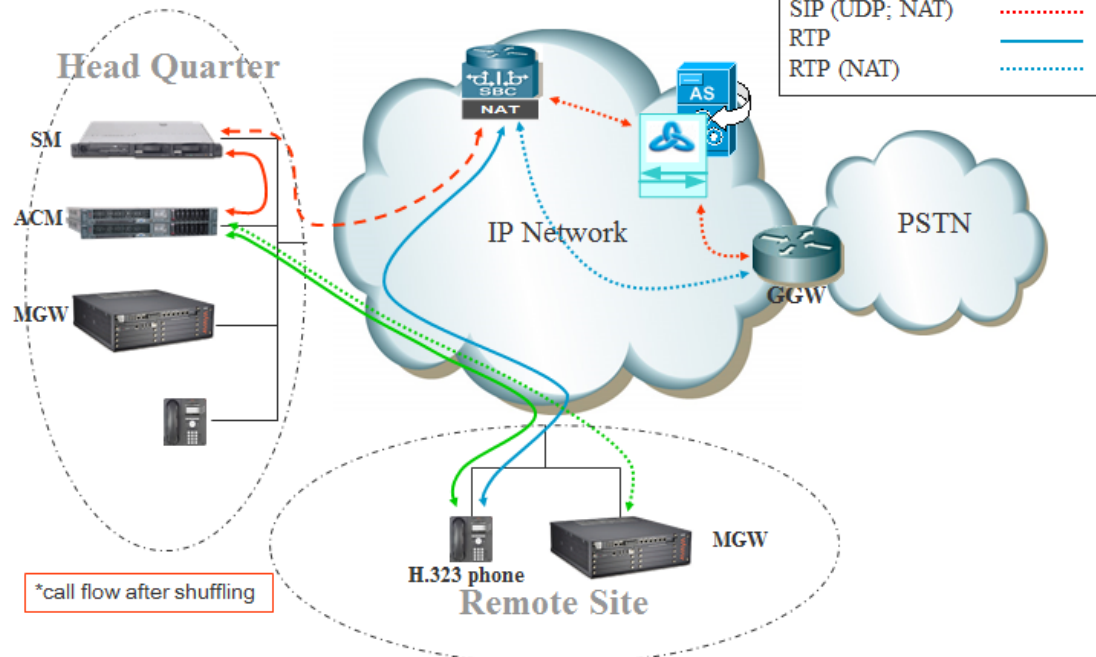 SIP (UDP; NAT)
RTP
RTP (NAT)
Head Quarter
SM
ACM
MGW
SBC
NAT
AS
IP Network
PSTN
GGW
H.323 phone
MGW
Remote Site
*call flow after shuffling